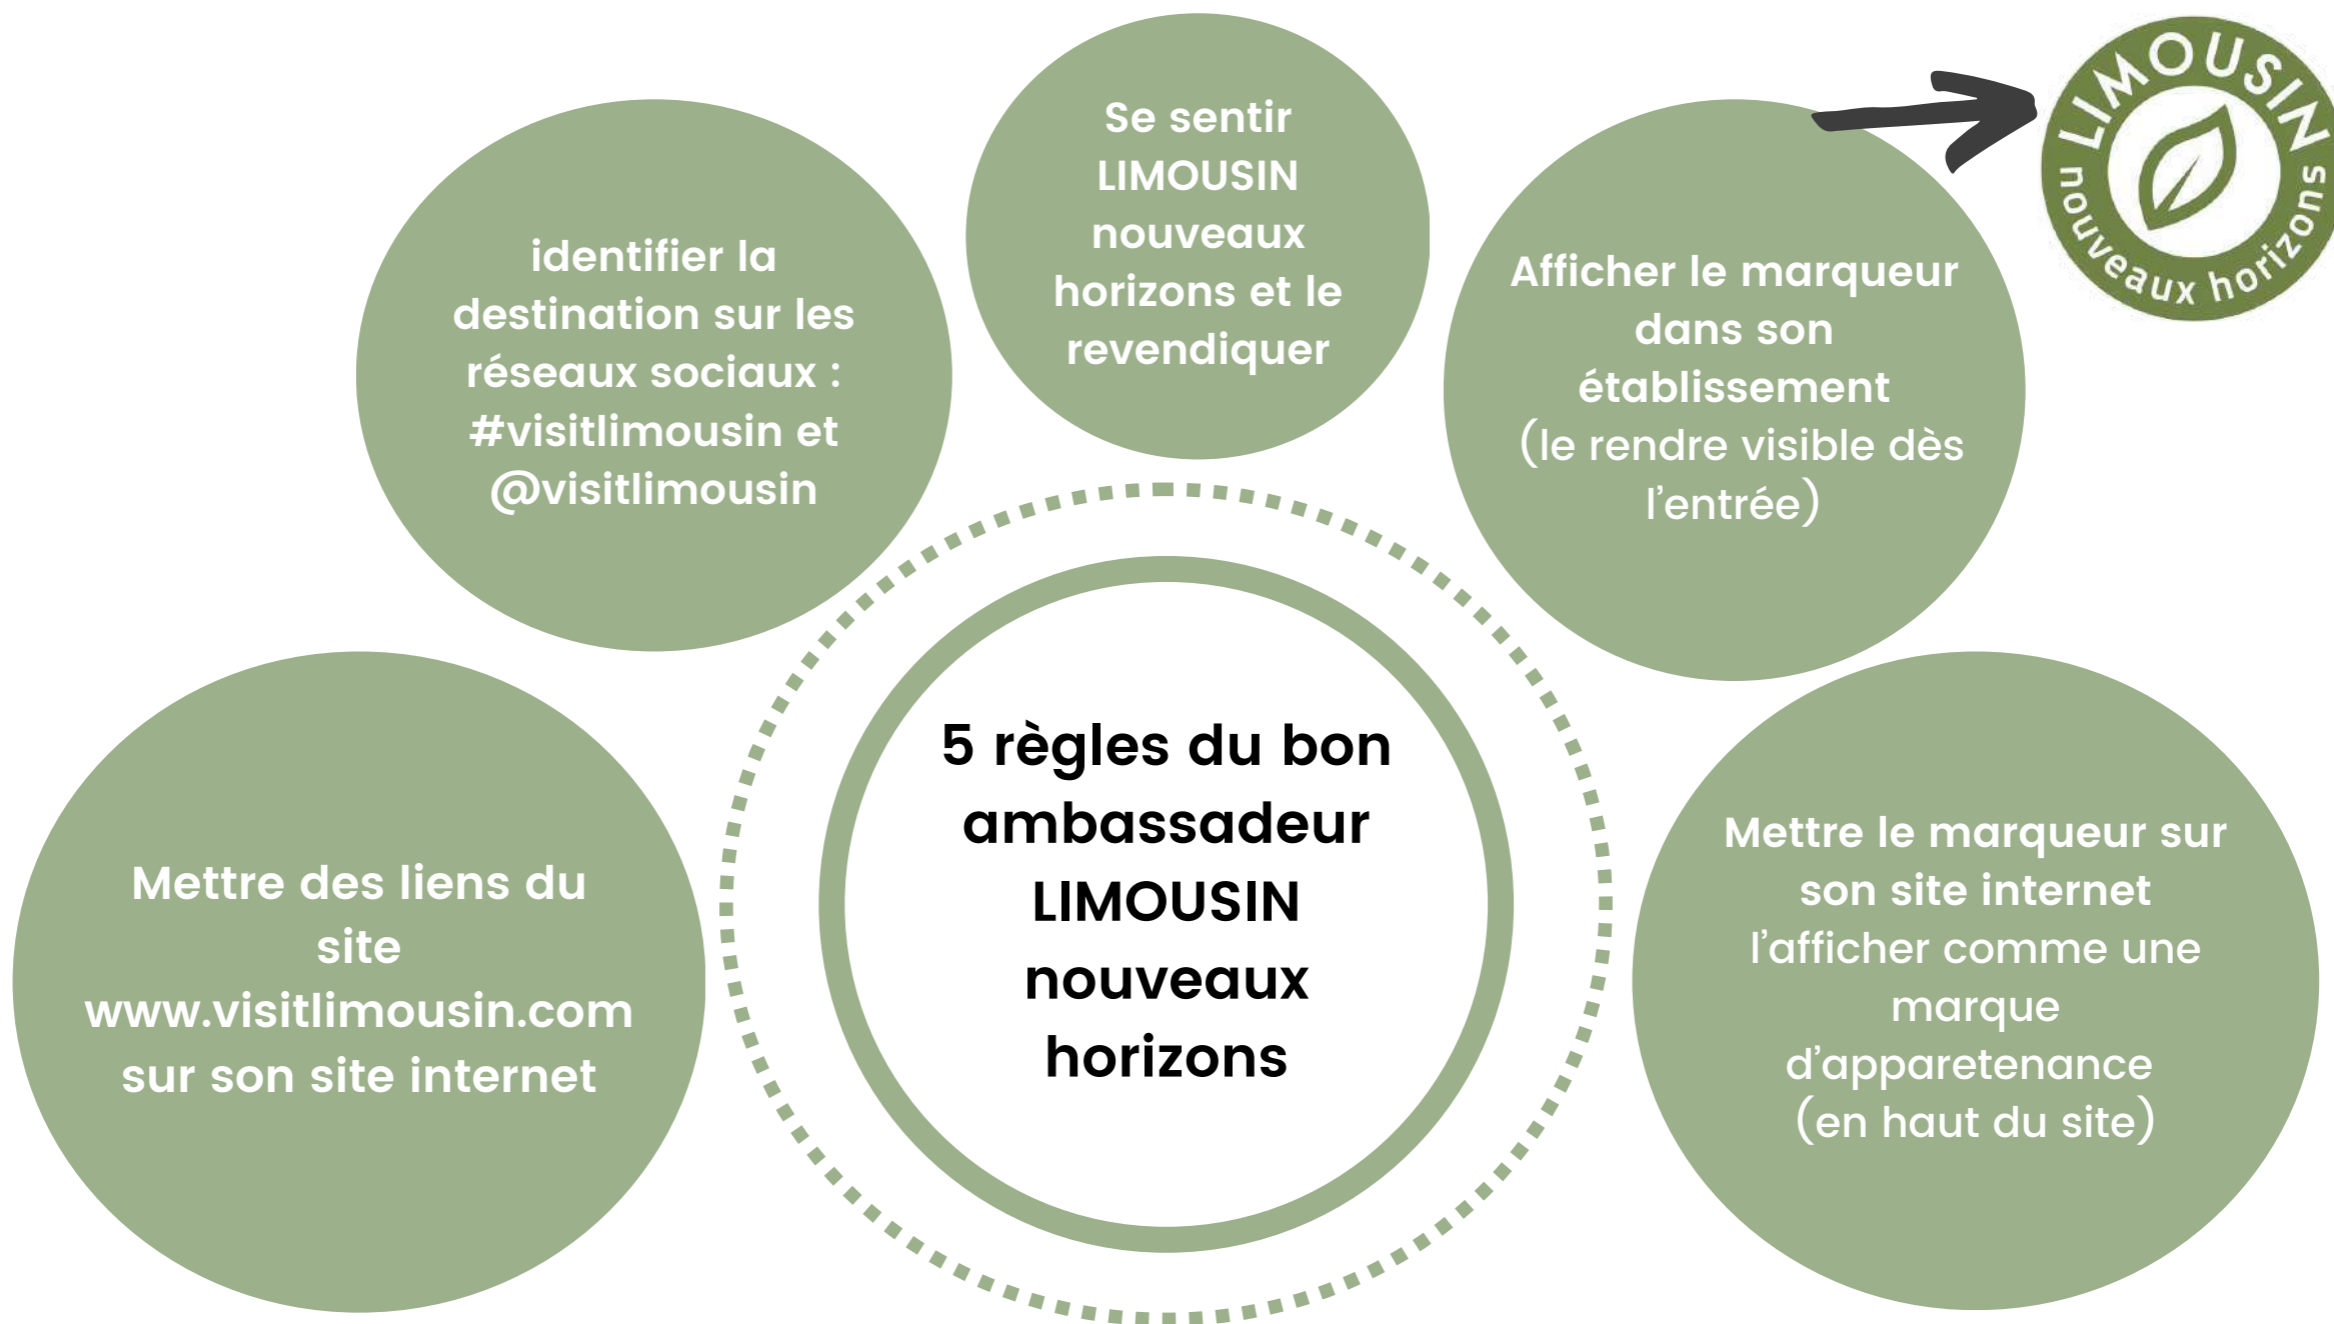 Se sentir
LIMOUSIN
nouveaux
horizons et le
revendiquer
identifier la
destination sur les
réseaux sociaux :
#visitlimousin et
@visitlimousin
Afficher le marqueur
dans son
établissement
(le rendre visible dès
l'entrée)
LIMOUSIN
nouveaux horizons
5 règles du bon
ambassadeur
LIMOUSIN
nouveaux
horizons
Mettre des liens du
site
www.visitlimousin.com
sur son site internet
Mettre le marqueur sur
son site internet
l'afficher comme une
marque
d'apparetenance
(en haut du site)